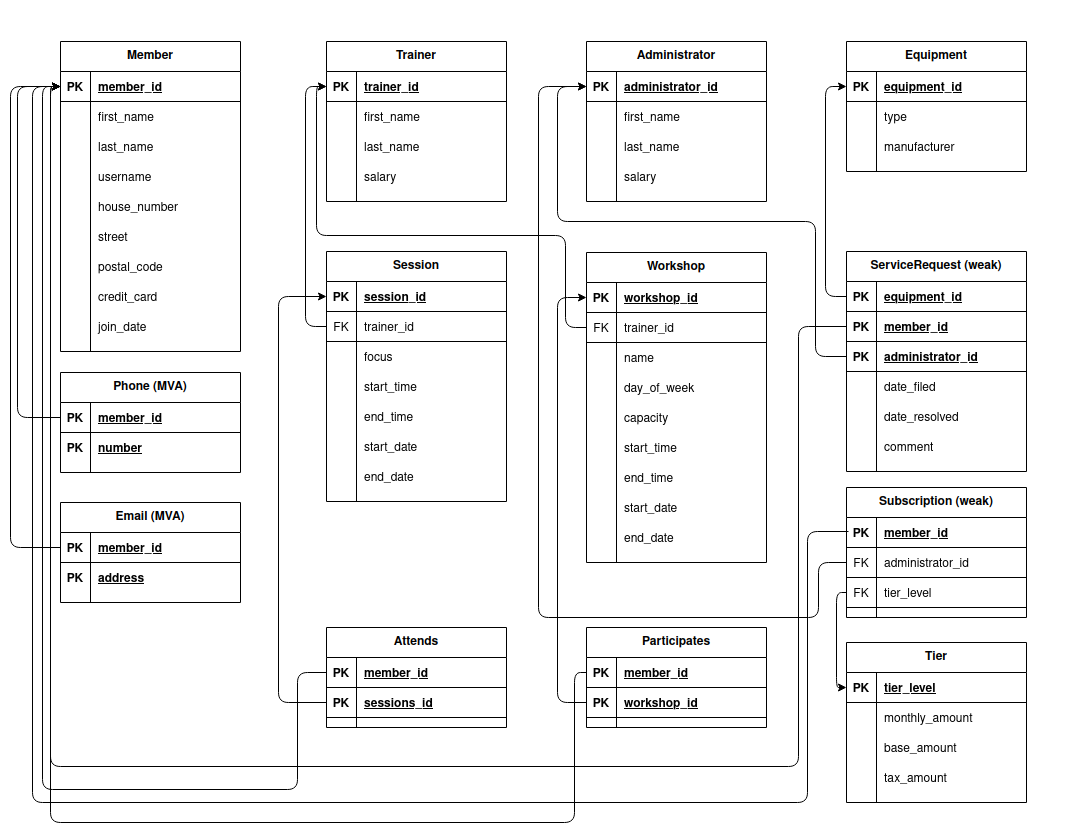 Member
PK member_id
first_name
last_name
username
house_number
street
postal_code
credit_card
join_date
Trainer
PK trainer_id
first_name
last_name
salary
Administrator
PK administrator_id
first_name
last_name
salary
Equipment
PK equipment_id
type
manufacturer
Session
PK session_id
FK trainer_id
focus
start_time
end_time
start_date
end_date
Workshop
PK workshop_id
FK trainer_id
name
day_of_week
capacity
start_time
end_time
start_date
end_date
ServiceRequest (weak)
PK equipment_id
PK member_id
PK administrator_id
date_filed
date_resolved
comment
Phone (MVA)
PK member_id
PK number
Email (MVA)
PK member_id
PK address
Subscription (weak)
PK member_id
FK administrator_id
FK tier_level
Attends
PK member_id
PK sessions_id
Participates
PK member_id
PK workshop_id
Tier
PK tier_level
monthly_amount
base_amount
tax_amount